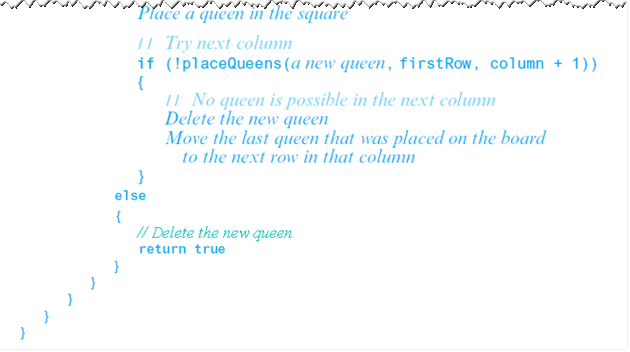 Place a queen in the square
// Try next column
if (!placeQueens(a new queen, firstRow, column + 1))
{
// No queen is possible in the next column
Delete the new queen
Move the last queen that was placed on the board
to the next row in that column
}
else
{
// Delete the new queen
return true
}
}
}
}
}